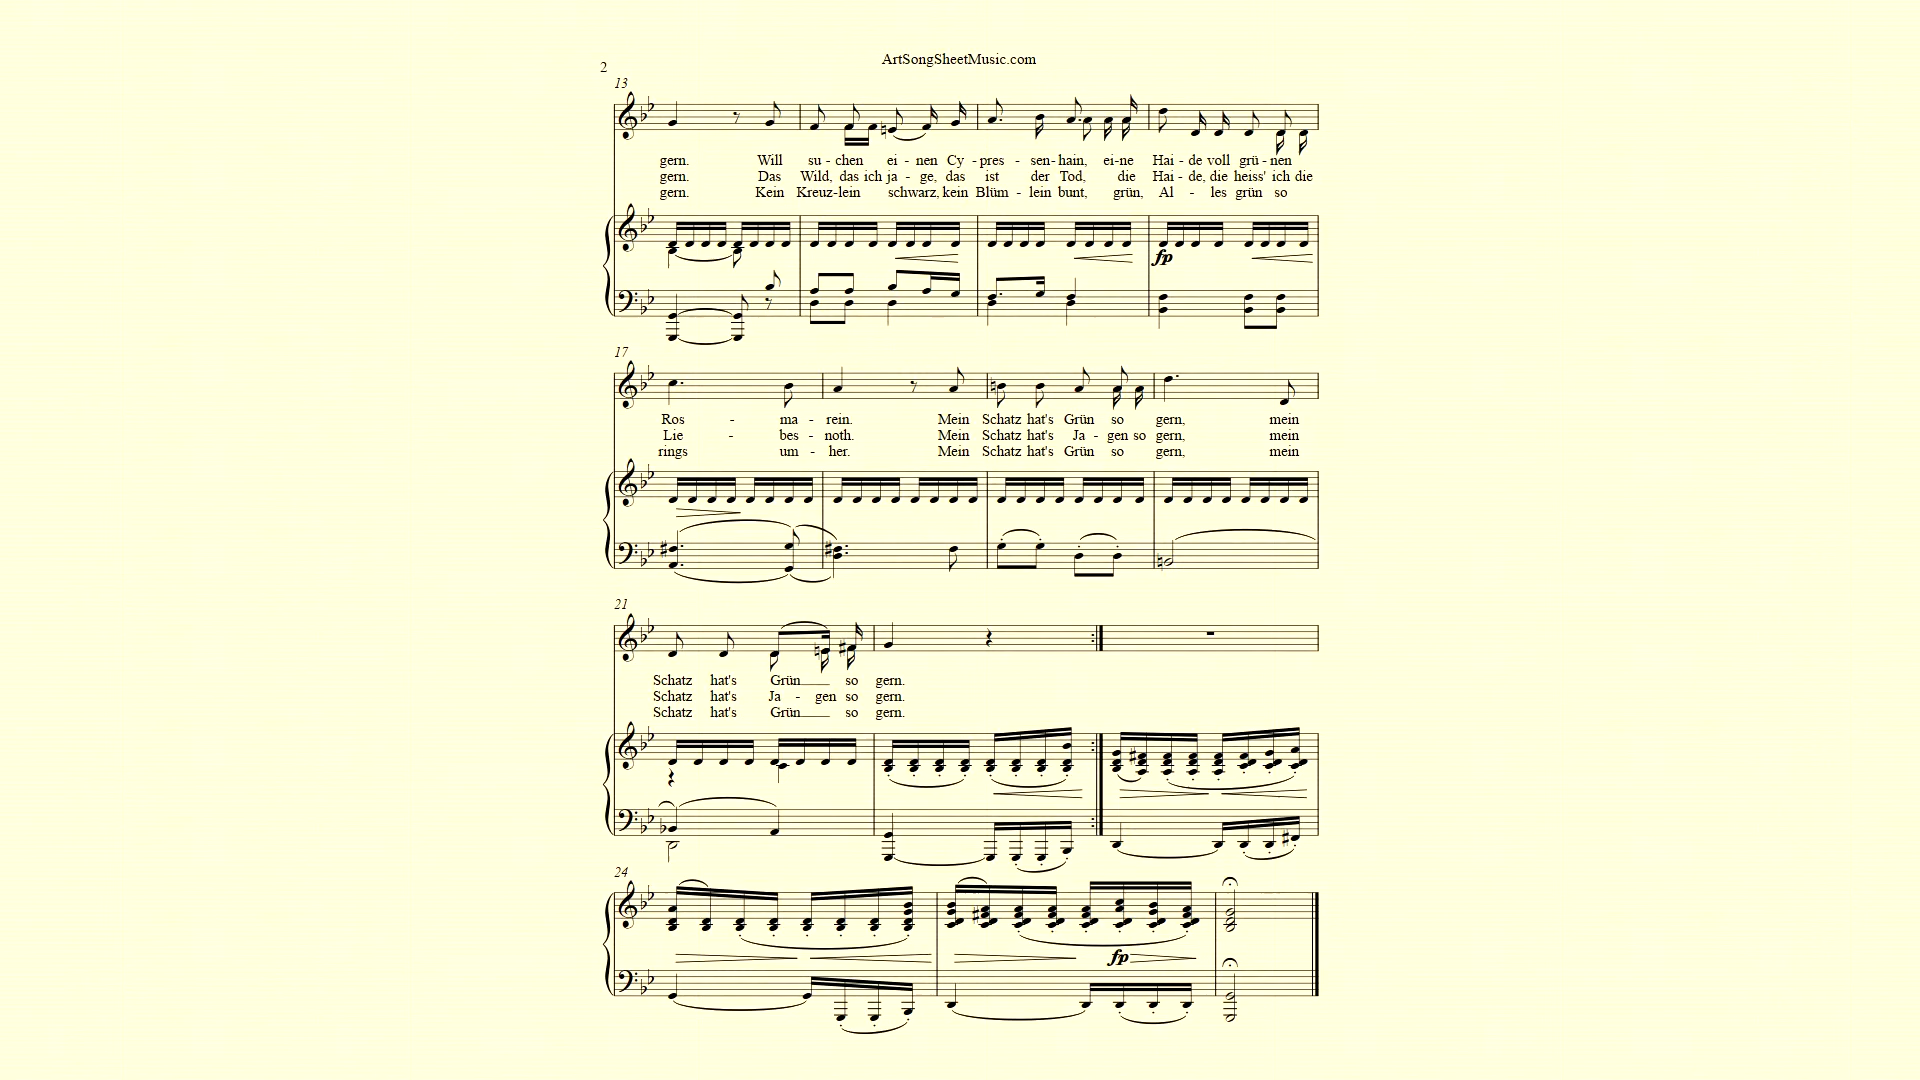 ArtSongSheetMusic.com
2
13
gern. Will su - chen ei - nen Cy - pres - sen- hain, ei-ne Hai - de voll grü - nen
gern. Das Wild, das ich ja - ge, das ist der Tod, die Hai - de, die heiss' ich die
gern. Kein Kreuz-lein schwarz, kein Blüm - lein bunt, grün, Al - les grün so
fp
17
Ros - ma - rein. Mein Schatz hat's Grün so gern, mein
Lie - bes - noth. Mein Schatz hat's Ja - gen so gern, mein
rings um - her. Mein Schatz hat's Grün so gern, mein
21
Schatz hat's Grün so gern.
Schatz hat's Ja - gen so gern.
Schatz hat's Grün so gern.
24
fp